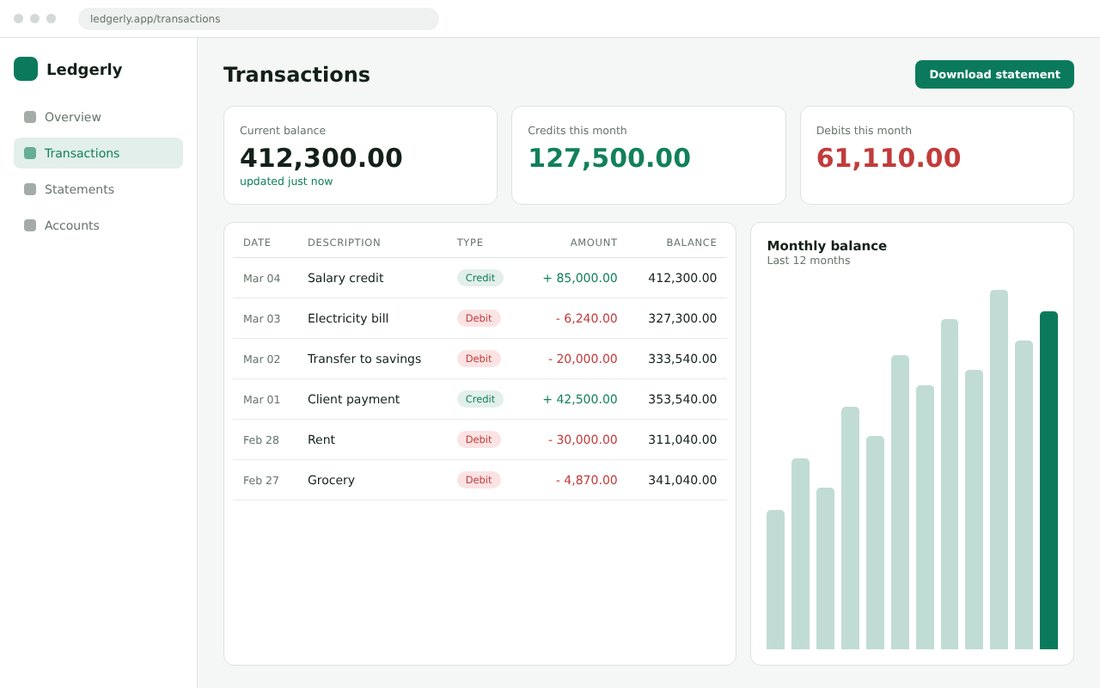 ledgerly.app/transactions
Ledgerly
Overview
Transactions
Statements
Accounts
Transactions
Download statement
Current balance
412,300.00
updated just now
Credits this month
127,500.00
Debits this month
61,110.00
DATE DESCRIPTION TYPE AMOUNT BALANCE
Mar 04 Salary credit Credit + 85,000.00 412,300.00
Mar 03 Electricity bill Debit - 6,240.00 327,300.00
Mar 02 Transfer to savings Debit - 20,000.00 333,540.00
Mar 01 Client payment Credit + 42,500.00 353,540.00
Feb 28 Rent Debit - 30,000.00 311,040.00
Feb 27 Grocery Debit - 4,870.00 341,040.00
Monthly balance
Last 12 months